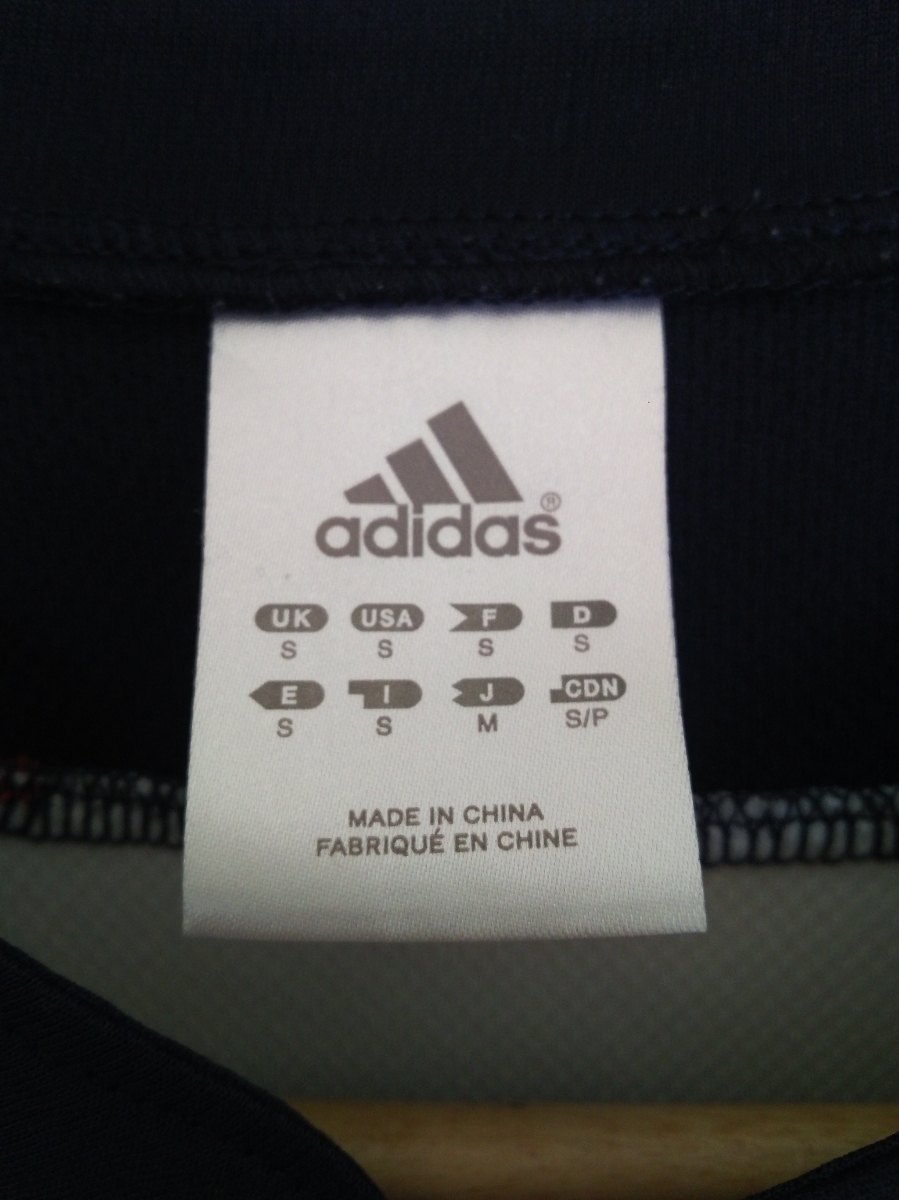 adidas®
UK USA F D
S S S S
E I J CDN
S S M S/P
MADE IN CHINA
FABRIQUÉ EN CHINE